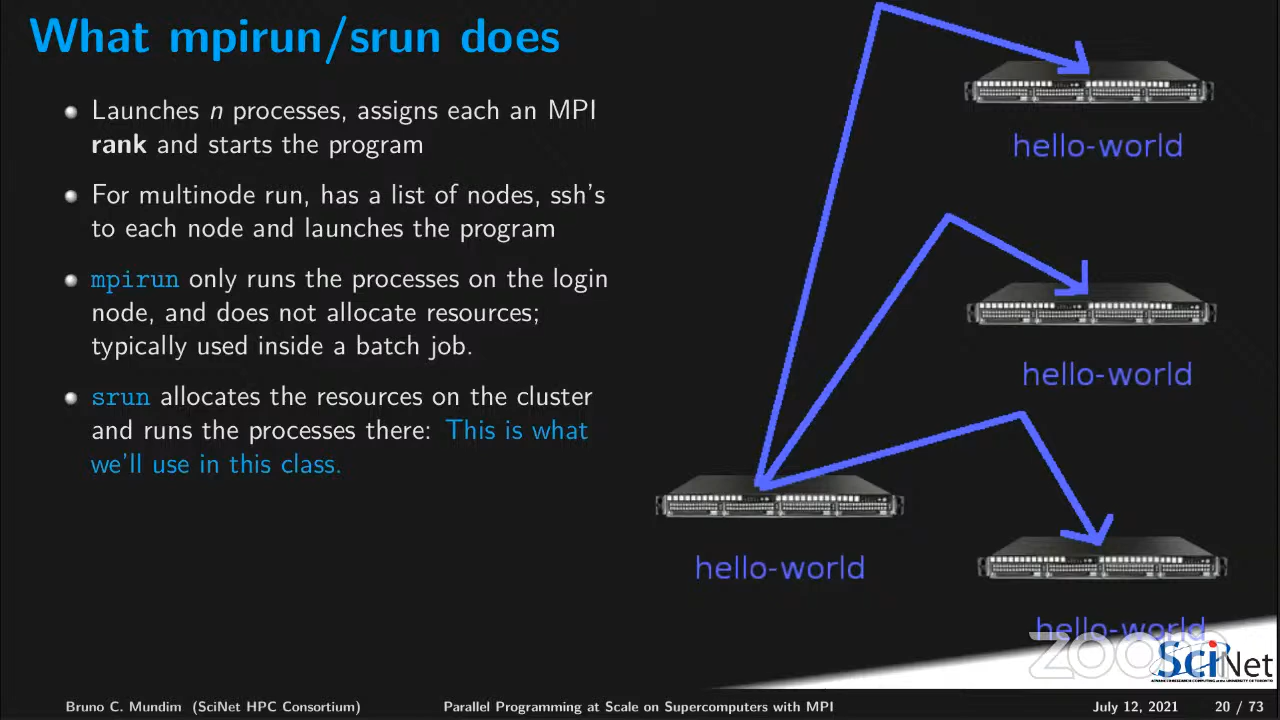 What mpirun/srun does
Launches n processes, assigns each an MPI
rank and starts the program
For multinode run, has a list of nodes, ssh's
to each node and launches the program
mpirun only runs the processes on the login
node, and does not allocate resources;
typically used inside a batch job.
srun allocates the resources on the cluster
and runs the processes there: This is what
we'll use in this class.
hello-world
hello-world
hello-world
hello-world
zoom
SciNet
Bruno C. Mundim (SciNet HPC Consortium)
Parallel Programming at Scale on Supercomputers with MPI
July 12, 2021
20 / 73